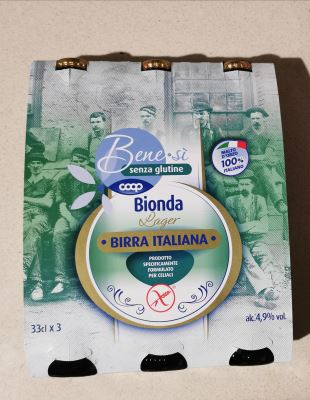 Bene·sì
senza glutine
coop
MALTO
D'ORZO
100%
ITALIANO
Bionda
Lager
• BIRRA ITALIANA •
PRODOTTO
SPECIFICAMENTE
FORMULATO
PER CELIACI
33cl x 3
alc.4,9% vol.